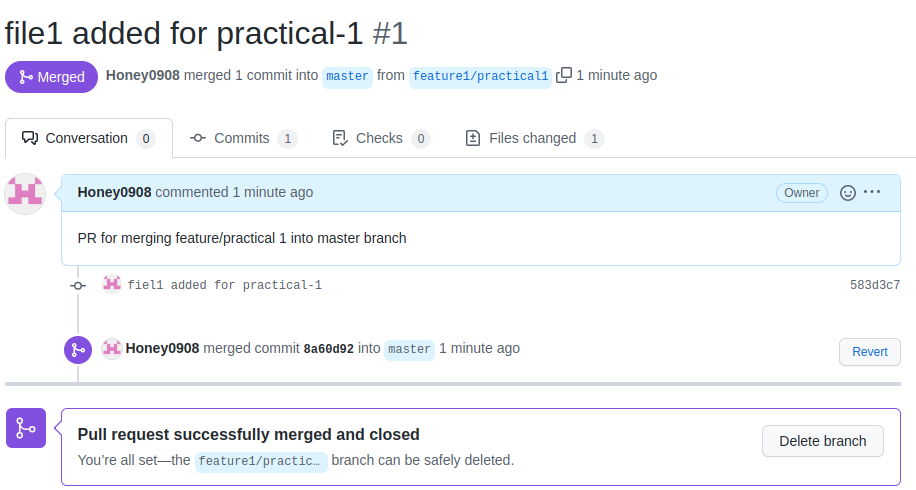 file1 added for practical-1 #1
Merged Honey0908 merged 1 commit into master from feature1/practical1 1 minute ago
Conversation 0 Commits 1 Checks 0 Files changed 1
Honey0908 commented 1 minute ago Owner ···
PR for merging feature/practical 1 into master branch
fiel1 added for practical-1 583d3c7
Honey0908 merged commit 8a60d92 into master 1 minute ago Revert
Pull request successfully merged and closed
You’re all set—the feature1/practic… branch can be safely deleted.
Delete branch